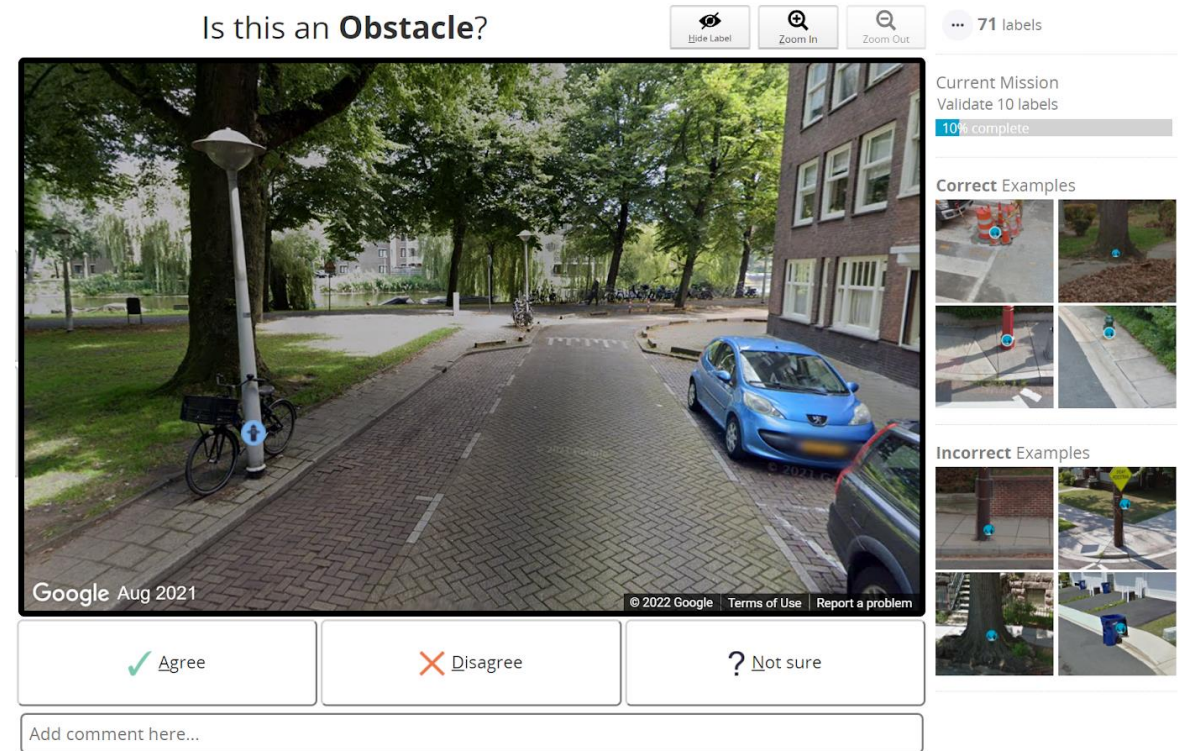 Is this an Obstacle?
Hide Label
Zoom In
Zoom Out
71 labels
Current Mission
Validate 10 labels
10% complete
Correct Examples
Incorrect Examples
Google Aug 2021
© 2022 Google
Terms of Use
Report a problem
Agree
Disagree
Not sure
Add comment here...